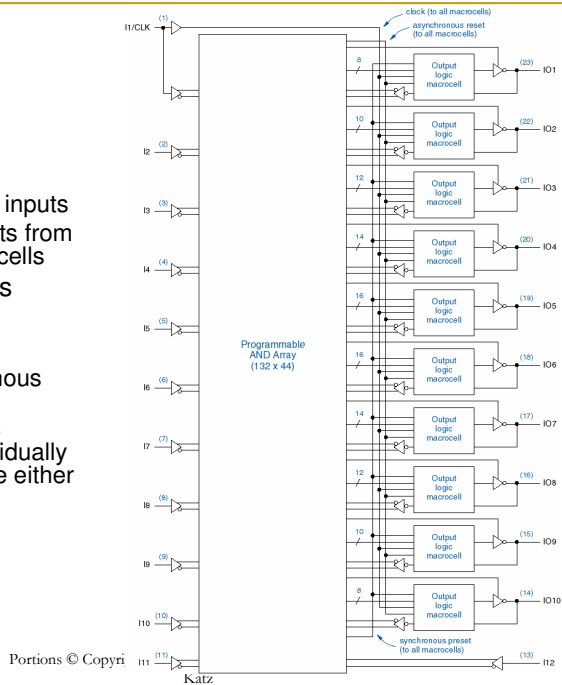 clock (to all macrocells)
asynchronous reset
(to all macrocells)
(1)
I1/CLK
8
Output
logic
macrocell
(23)
IO1
(2)
I2
10
Output
logic
macrocell
(22)
IO2
inputs
ts from
cells
s
nous
idually
e either
(3)
I3
12
Output
logic
macrocell
(21)
IO3
(4)
I4
14
Output
logic
macrocell
(20)
IO4
(5)
I5
16
Output
logic
macrocell
(19)
IO5
Programmable
AND Array
(132 x 44)
(6)
I6
16
Output
logic
macrocell
(18)
IO6
(7)
I7
14
Output
logic
macrocell
(17)
IO7
(8)
I8
12
Output
logic
macrocell
(16)
IO8
(9)
I9
10
Output
logic
macrocell
(15)
IO9
(10)
I10
8
Output
logic
macrocell
(14)
IO10
synchronous preset
(to all macrocells)
(11)
I11
(13)
I12
Portions © Copyri
Katz